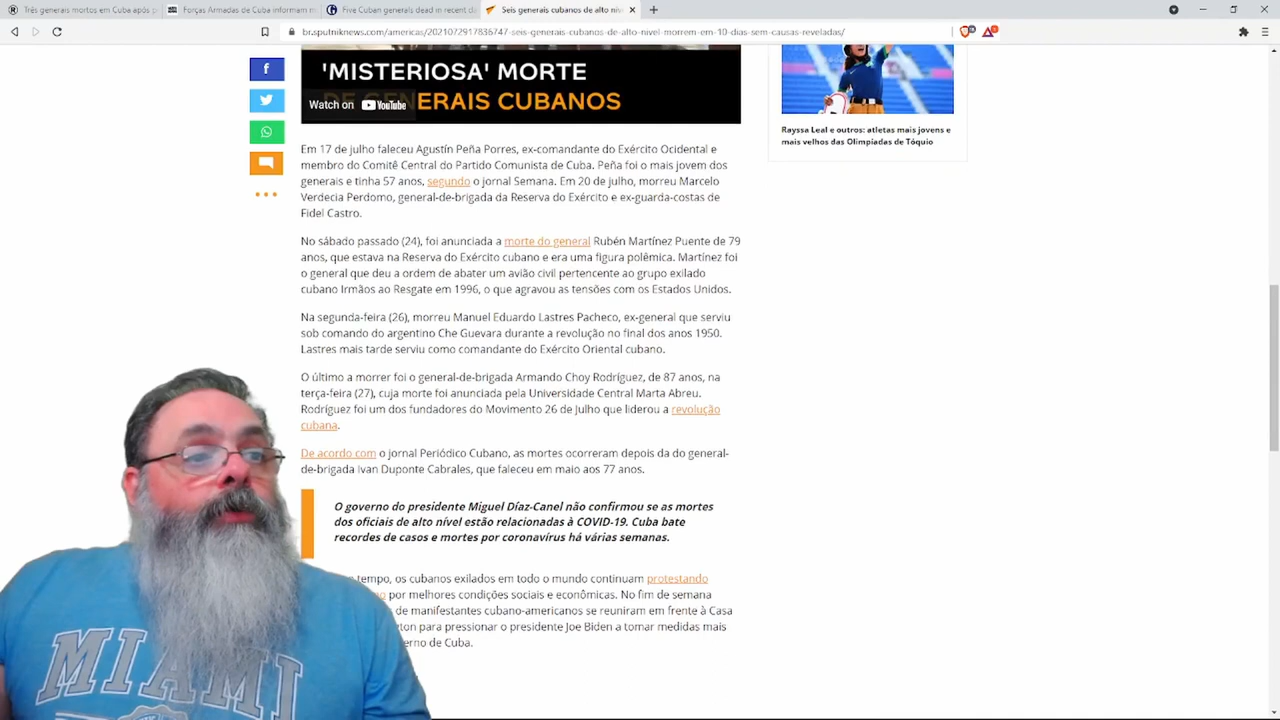 Três generais mortos em Cuba após p
Forças Armadas de Cuba informam m
Five Cuban generals dead in recent d
Seis generais cubanos de alto nív
br.sputniknews.com/americas/2021072917836747-seis-generais-cubanos-de-alto-nivel-morrem-em-10-dias-sem-causas-reveladas/
'MISTERIOSA' MORTE
DE GENERAIS CUBANOS
Watch on YouTube
Rayssa Leal e outros: atletas mais jovens e
mais velhos das Olimpíadas de Tóquio
Em 17 de julho faleceu Agustín Peña Porres, ex-comandante do Exército Ocidental e
membro do Comitê Central do Partido Comunista de Cuba. Peña foi o mais jovem dos
generais e tinha 57 anos, segundo o jornal Semana. Em 20 de julho, morreu Marcelo
Verdecia Perdomo, general-de-brigada da Reserva do Exército e ex-guarda-costas de
Fidel Castro.
No sábado passado (24), foi anunciada a morte do general Rubén Martínez Puente de 79
anos, que estava na Reserva do Exército cubano e era uma figura polêmica. Martínez foi
o general que deu a ordem de abater um avião civil pertencente ao grupo exilado
cubano Irmãos ao Resgate em 1996, o que agravou as tensões com os Estados Unidos.
Na segunda-feira (26), morreu Manuel Eduardo Lastres Pacheco, ex-general que serviu
sob comando do argentino Che Guevara durante a revolução no final dos anos 1950.
Lastres mais tarde serviu como comandante do Exército Oriental cubano.
O último a morrer foi o general-de-brigada Armando Choy Rodríguez, de 87 anos, na
terça-feira (27), cuja morte foi anunciada pela Universidade Central Marta Abreu.
Rodríguez foi um dos fundadores do Movimento 26 de Julho que liderou a revolução
cubana.
De acordo com o jornal Periódico Cubano, as mortes ocorreram depois da do general-
de-brigada Ivan Duponte Cabrales, que faleceu em maio aos 77 anos.
O governo do presidente Miguel Díaz-Canel não confirmou se as mortes
dos oficiais de alto nível estão relacionadas à COVID-19. Cuba bate
recordes de casos e mortes por coronavírus há várias semanas.
tempo, os cubanos exilados em todo o mundo continuam protestando
por melhores condições sociais e econômicas. No fim de semana
de manifestantes cubano-americanos se reuniram em frente à Casa
ton para pressionar o presidente Joe Biden a tomar medidas mais
erno de Cuba.
MIAMI